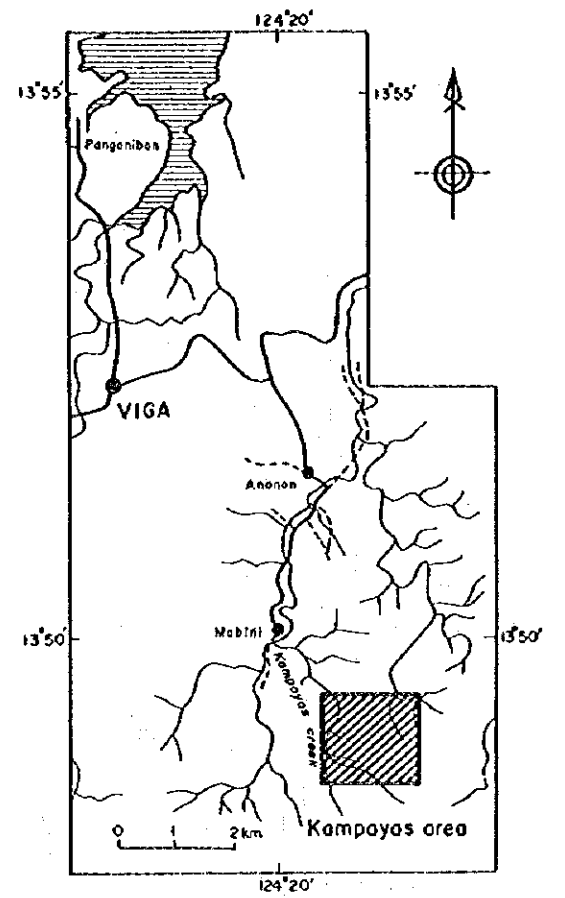 124°20'
13°55'
13°55'
Panganiban
VIGA
Anonon
Mabini
13°50'
13°50'
Kampayas creek
0 1 2km
Kampayas area
124°20'